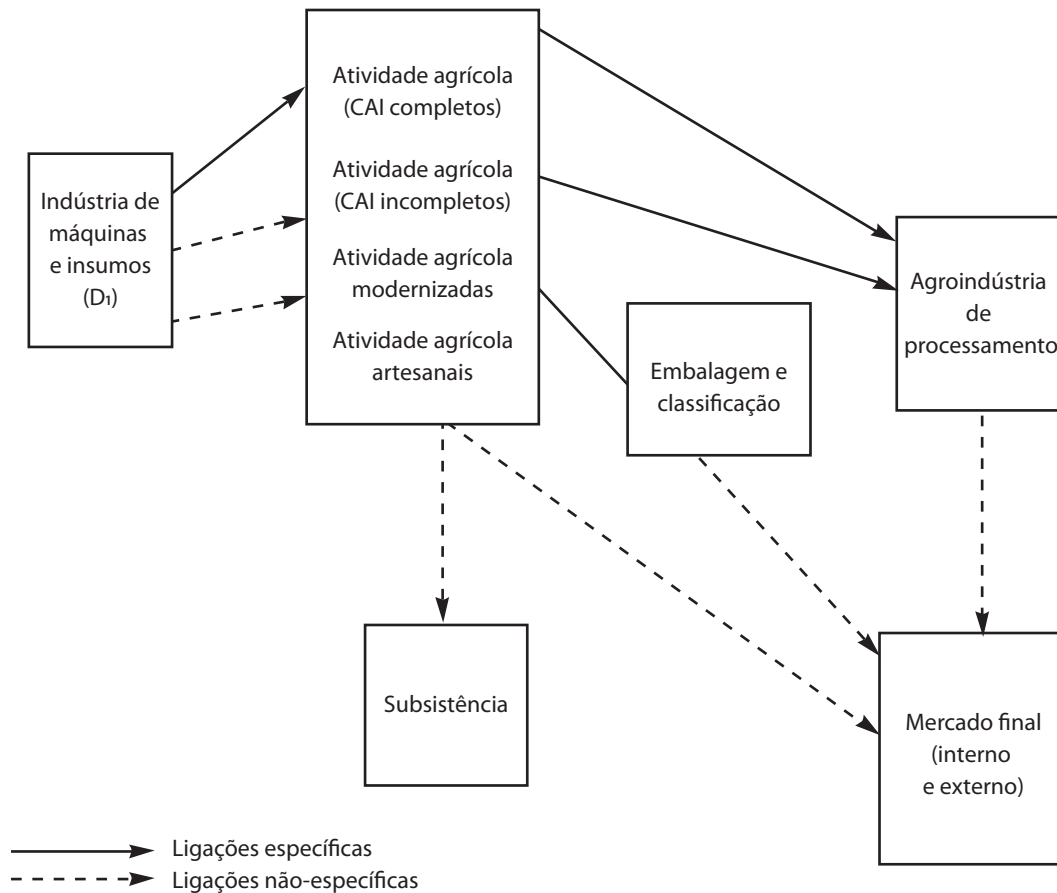 Indústria de
máquinas
e insumos
(D₁)
Atividade agrícola
(CAI completos)
Atividade agrícola
(CAI incompletos)
Atividade agrícola
modernizadas
Atividade agrícola
artesanais
Embalagem e
classificação
Agroindústria
de
processamento
Subsistência
Mercado final
(interno
e externo)
Ligações específicas
Ligações não-específicas